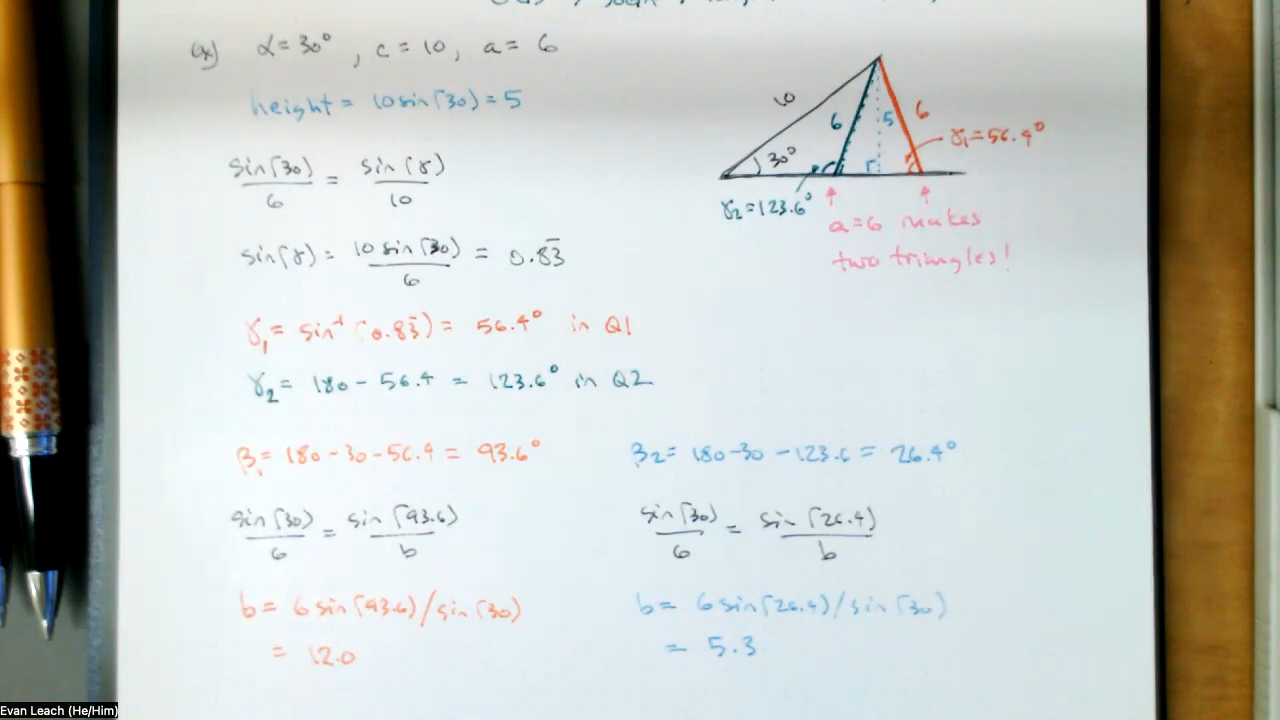 ex) α = 30° , c = 10, a = 6
height = 10 sin(30) = 5
sin(30)/6 = sin(γ)/10
sin(γ) = 10 sin(30)/6 = 0.83̅
γ₁ = sin⁻¹(0.83̅) = 56.4° in Q1
γ₂ = 180 - 56.4 = 123.6° in Q2
β₁ = 180 - 30 - 56.4 = 93.6°
sin(30)/6 = sin(93.6)/b
b = 6 sin(93.6)/sin(30)
= 12.0
β₂ = 180 - 30 - 123.6 = 26.4°
sin(30)/6 = sin(26.4)/b
b = 6 sin(26.4)/sin(30)
= 5.3
10
6
5
6
30°
γ₁ = 56.4°
γ₂ = 123.6°
a = 6 makes
two triangles!
Evan Leach (He/Him)